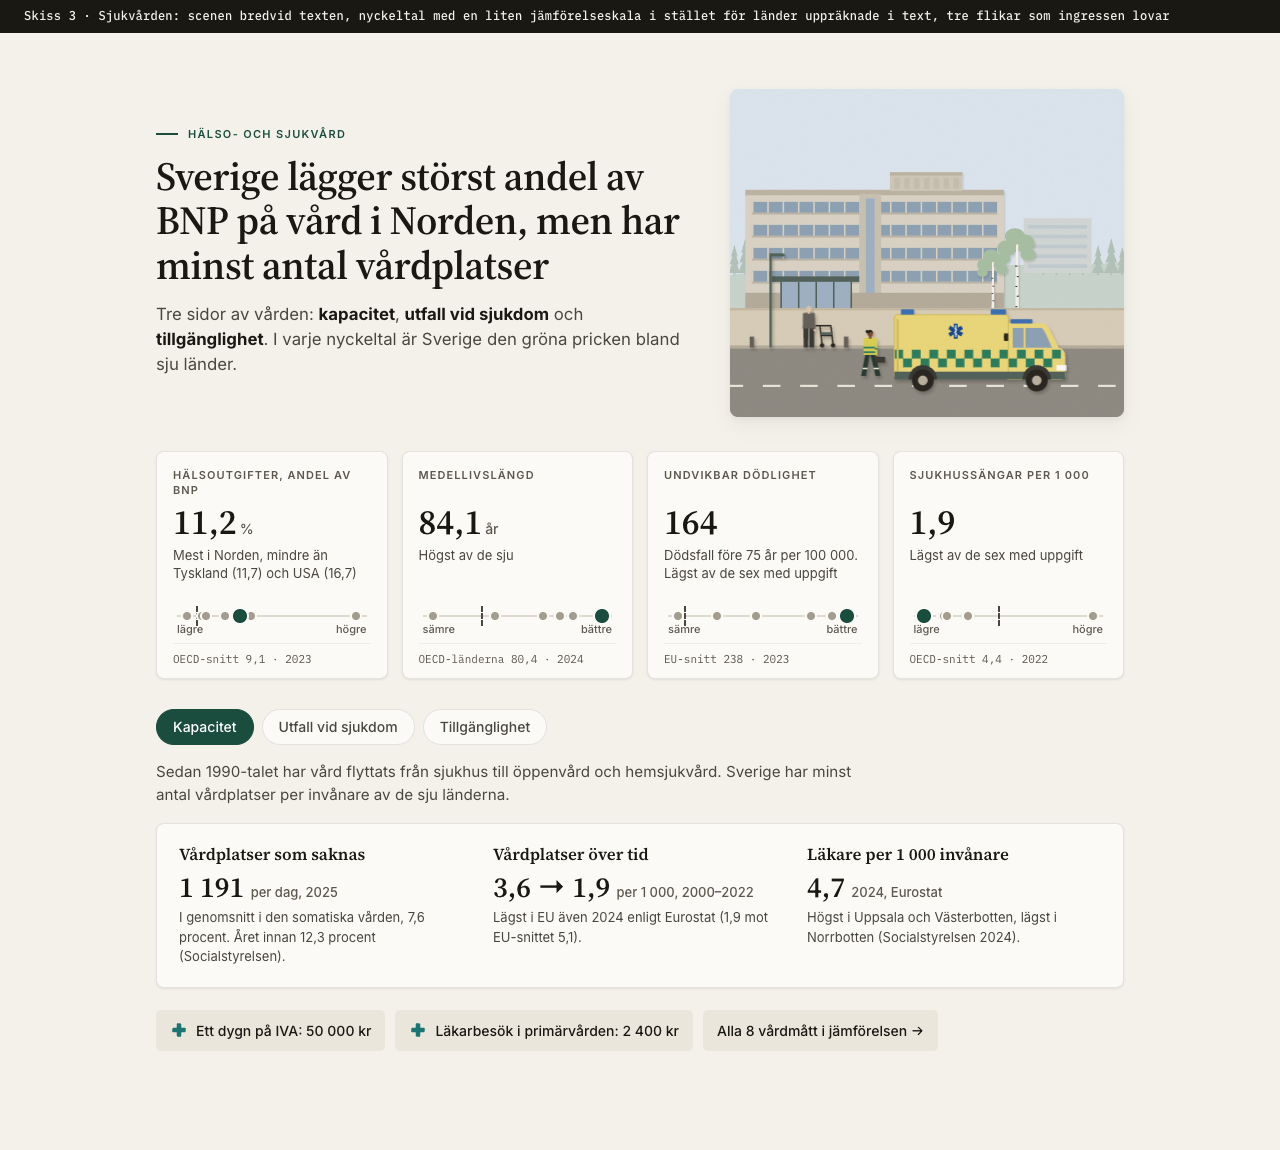 Skiss 3 · Sjukvården: scenen bredvid texten, nyckeltal med en liten jämförelseskala i stället för länder uppräknade i text, tre flikar som ingressen lovar
HÄLSO- OCH SJUKVÅRD
Sverige lägger störst andel av
BNP på vård i Norden, men har
minst antal vårdplatser
Tre sidor av vården: kapacitet, utfall vid sjukdom och
tillgänglighet. I varje nyckeltal är Sverige den gröna pricken bland
sju länder.
HÄLSOUTGIFTER, ANDEL AV
BNP
11,2 %
Mest i Norden, mindre än
Tyskland (11,7) och USA (16,7)
lägre högre
OECD-snitt 9,1 · 2023
MEDELLIVSLÄNGD
84,1 år
Högst av de sju
sämre bättre
OECD-länderna 80,4 · 2024
UNDVIKBAR DÖDLIGHET
164
Dödsfall före 75 år per 100 000.
Lägst av de sex med uppgift
sämre bättre
EU-snitt 238 · 2023
SJUKHUSSÄNGAR PER 1 000
1,9
Lägst av de sex med uppgift
lägre högre
OECD-snitt 4,4 · 2022
Kapacitet Utfall vid sjukdom Tillgänglighet
Sedan 1990-talet har vård flyttats från sjukhus till öppenvård och hemsjukvård. Sverige har minst
antal vårdplatser per invånare av de sju länderna.
Vårdplatser som saknas
1 191 per dag, 2025
I genomsnitt i den somatiska vården, 7,6
procent. Året innan 12,3 procent
(Socialstyrelsen).
Vårdplatser över tid
3,6 → 1,9 per 1 000, 2000–2022
Lägst i EU även 2024 enligt Eurostat (1,9 mot
EU-snittet 5,1).
Läkare per 1 000 invånare
4,7 2024, Eurostat
Högst i Uppsala och Västerbotten, lägst i
Norrbotten (Socialstyrelsen 2024).
Ett dygn på IVA: 50 000 kr
Läkarbesök i primärvården: 2 400 kr
Alla 8 vårdmått i jämförelsen →